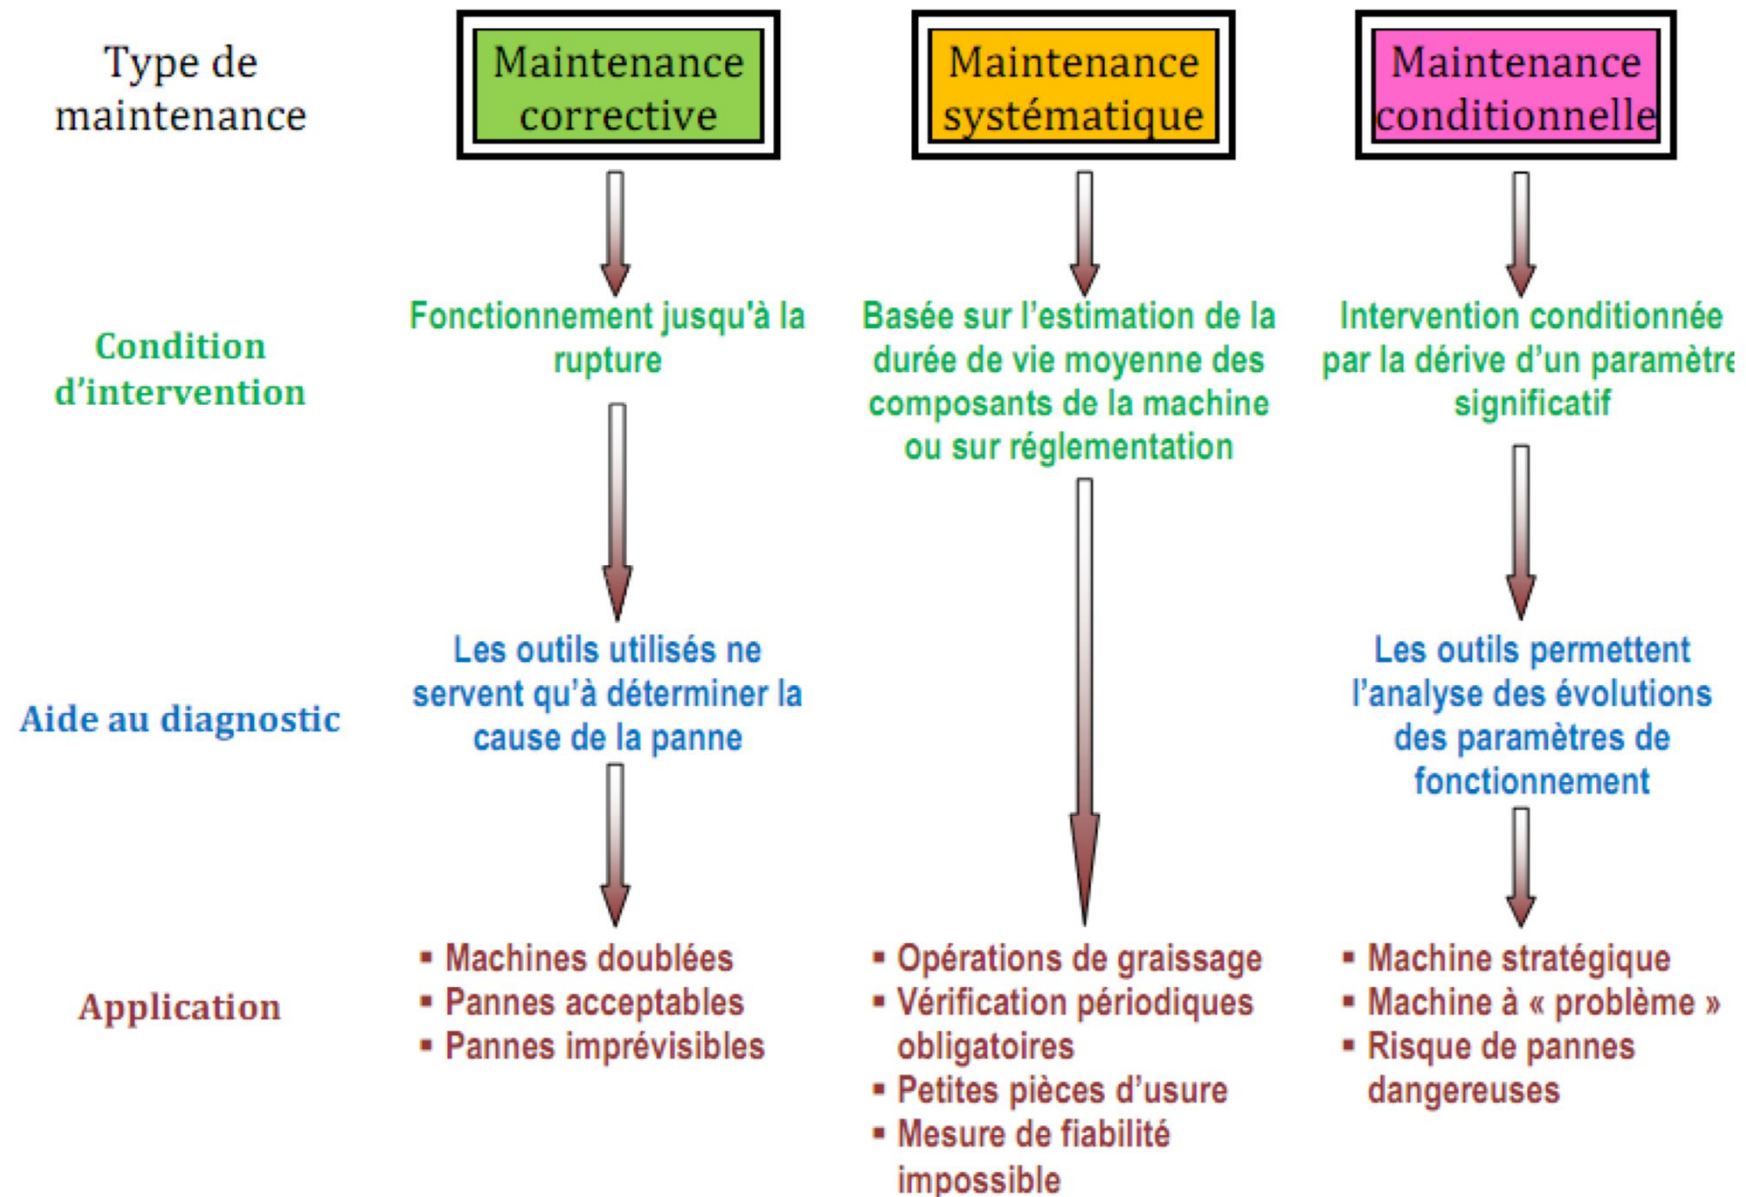 Type de
maintenance
Maintenance
corrective
Maintenance
systématique
Maintenance
conditionnelle
Condition
d'intervention
Fonctionnement jusqu'à la
rupture
Basée sur l'estimation de la
durée de vie moyenne des
composants de la machine
ou sur réglementation
Intervention conditionnée
par la dérive d'un paramètre
significatif
Aide au diagnostic
Les outils utilisés ne
servent qu'à déterminer la
cause de la panne
Les outils permettent
l'analyse des évolutions
des paramètres de
fonctionnement
Application
▪ Machines doublées
▪ Pannes acceptables
▪ Pannes imprévisibles
▪ Opérations de graissage
▪ Vérification périodiques
obligatoires
▪ Petites pièces d'usure
▪ Mesure de fiabilité
impossible
▪ Machine stratégique
▪ Machine à « problème »
▪ Risque de pannes
dangereuses